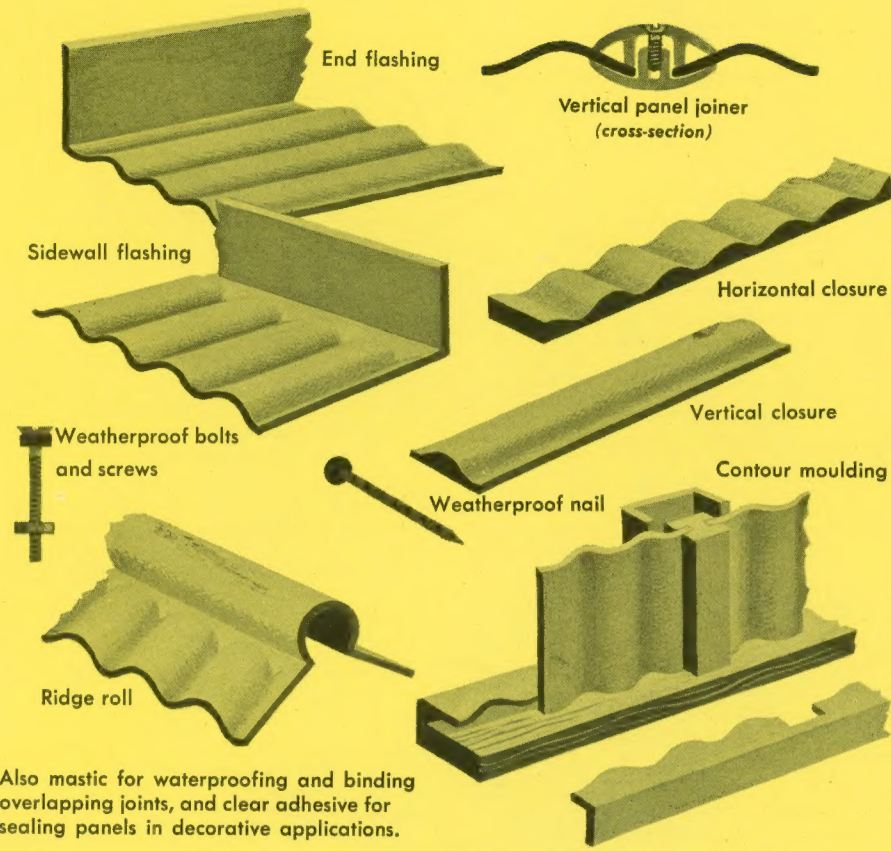 End flashing
Vertical panel joiner
(cross-section)
Sidewall flashing
Horizontal closure
Vertical closure
Weatherproof bolts
and screws
Weatherproof nail
Contour moulding
Ridge roll
Also mastic for waterproofing and binding
overlapping joints, and clear adhesive for
sealing panels in decorative applications.